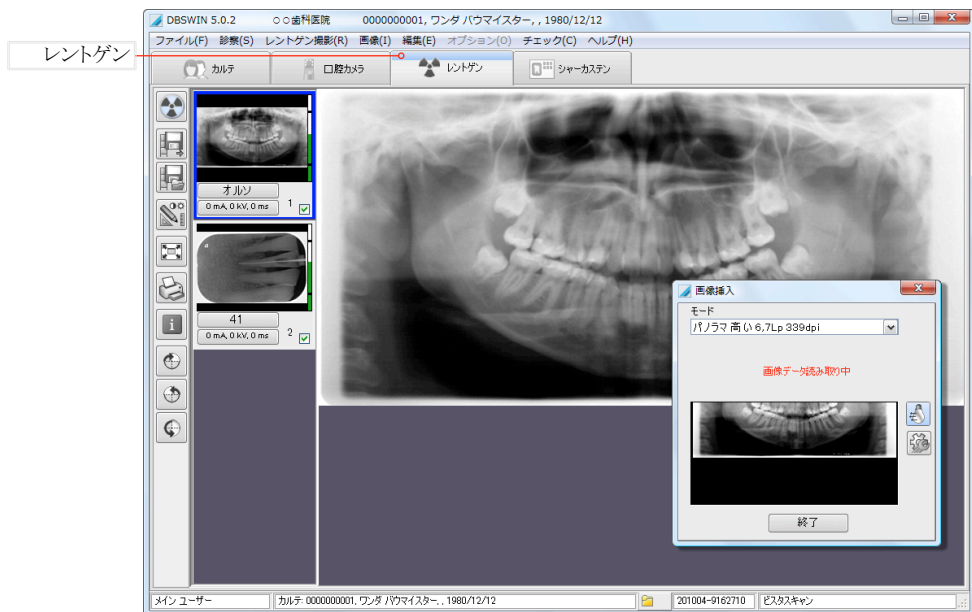 DBSWIN 5.0.2 ○○歯科医院 0000000001, ワンダ バウマイスター, , 1980/12/12
ファイル(F) 診察(S) レントゲン撮影(R) 画像(I) 編集(E) オプション(O) チェック(C) ヘルプ(H)
レントゲン
カルテ 口腔カメラ レントゲン シャーカステン
オルソ
0 mA, 0 kV, 0 ms 1
41
0 mA, 0 kV, 0 ms 2
画像挿入
モード
パノラマ 高い 6,7Lp 339dpi
画像データ読み取り中
終了
メイン ユーザー カルテ: 0000000001, ワンダ バウマイスター, , 1980/12/12 201004-9162710 ビスタスキャン